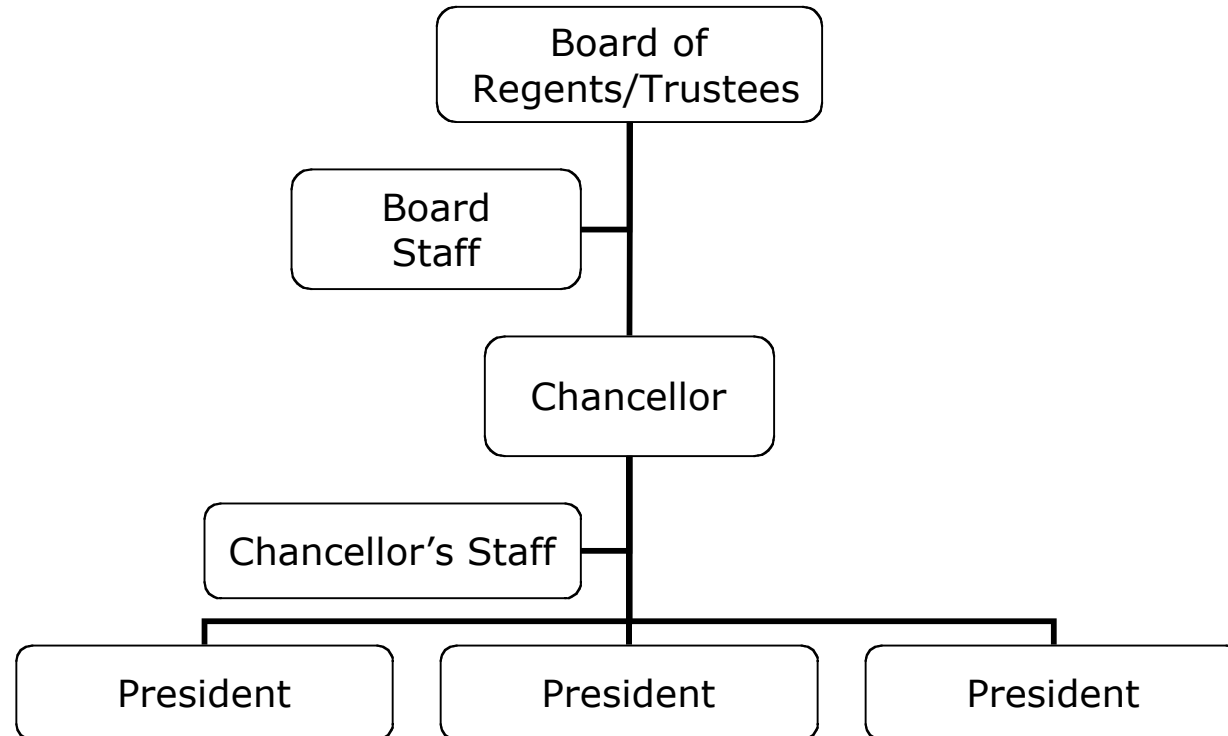 Board of
Regents/Trustees
Board
Staff
Chancellor
Chancellor’s Staff
President
President
President